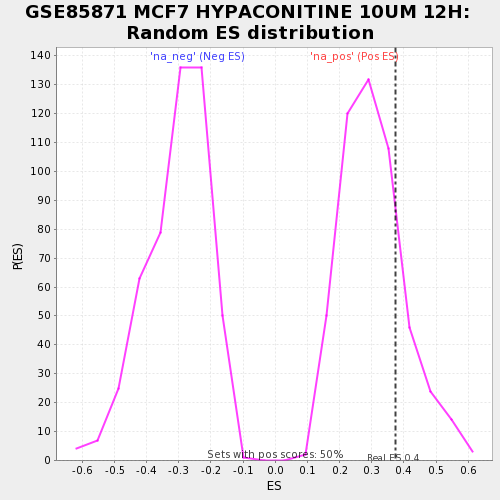 GSE85871 MCF7 HYPACONITINE 10UM 12H:
Random ES distribution
'na_neg' (Neg ES) 'na_pos' (Pos ES)
140
130
120
110
100
90
80
70
60
50
40
30
20
10
0
P(ES)
Sets with pos scores: 50%
Real ES 0.4
-0.6 -0.5 -0.4 -0.3 -0.2 -0.1 0.0 0.1 0.2 0.3 0.4 0.5 0.6
ES